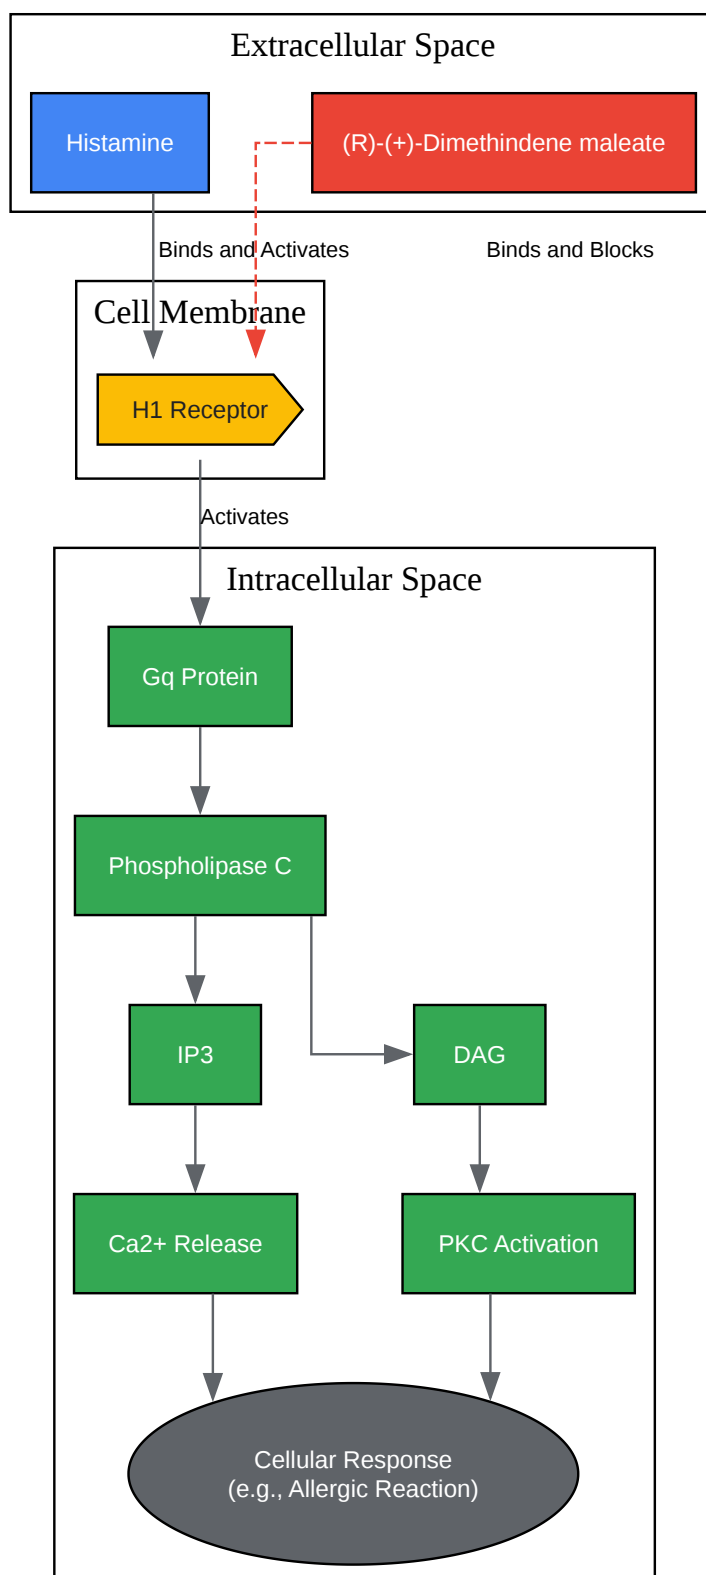 Extracellular Space
Histamine
(R)-(+)-Dimethindene maleate
Binds and Activates
Binds and Blocks
Cell Membrane
H1 Receptor
Activates
Intracellular Space
Gq Protein
Phospholipase C
IP3
DAG
Ca2+ Release
PKC Activation
Cellular Response
(e.g., Allergic Reaction)